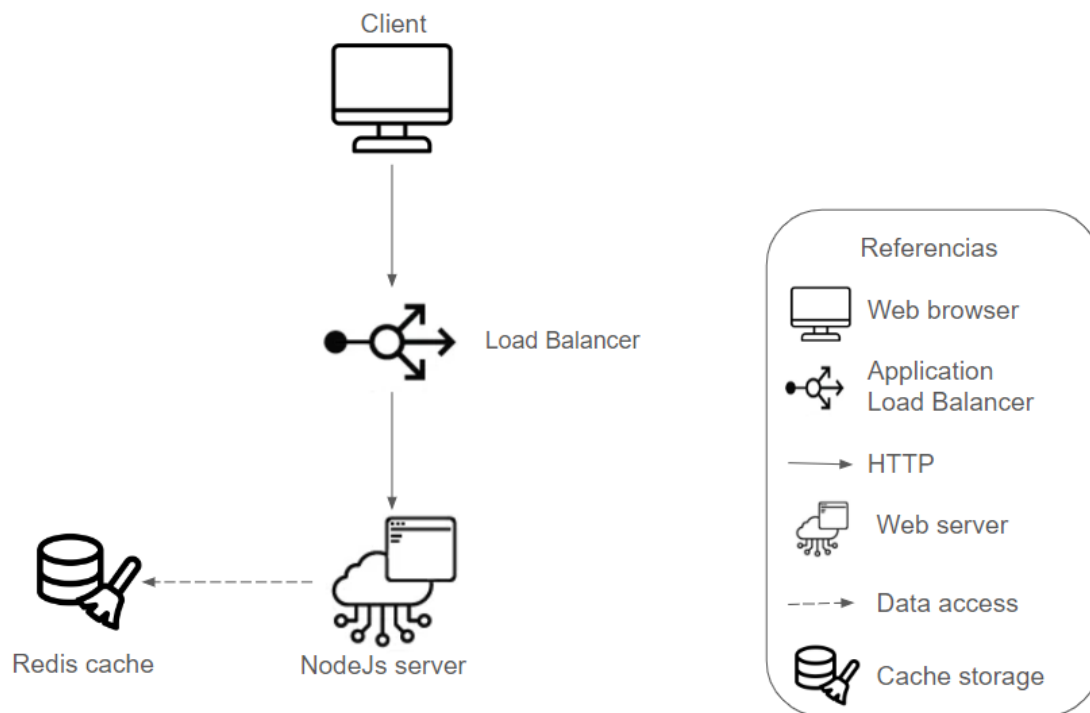 Client
Load Balancer
Redis cache
NodeJs server
Referencias
Web browser
Application
Load Balancer
HTTP
Web server
Data access
Cache storage